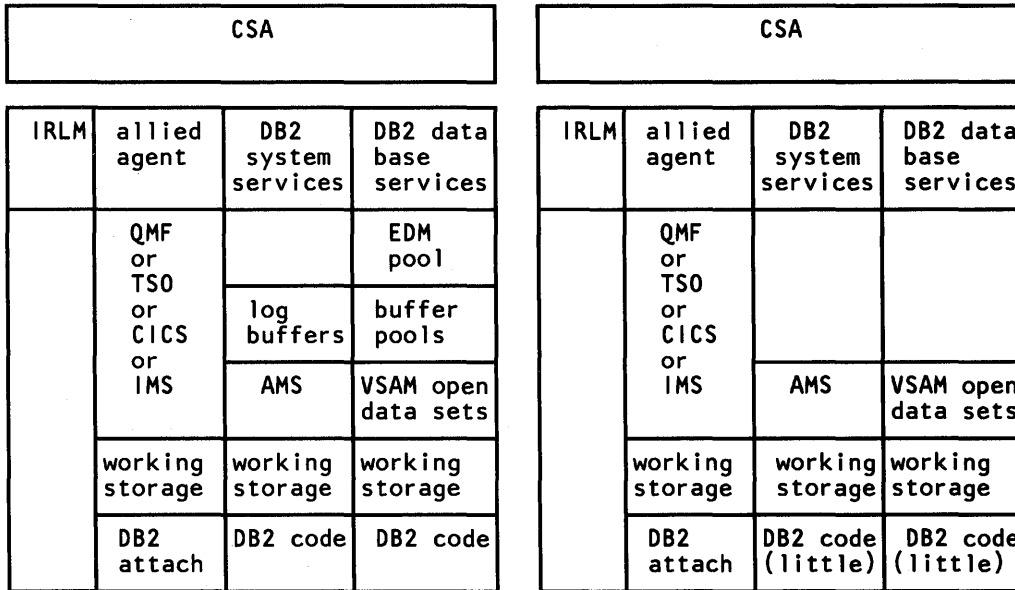 CSA
IRLM
allied
agent
DB2
system
services
DB2 data
base
services
QMF
or
TSO
or
CICS
or
IMS
EDM
pool
log
buffers
buffer
pools
AMS
VSAM open
data sets
working
storage
working
storage
working
storage
DB2
attach
DB2 code
DB2 code
CSA
IRLM
allied
agent
DB2
system
services
DB2 data
base
services
QMF
or
TSO
or
CICS
or
IMS
AMS
VSAM open
data sets
working
storage
working
storage
working
storage
DB2
attach
DB2 code
(little)
DB2 code
(little)